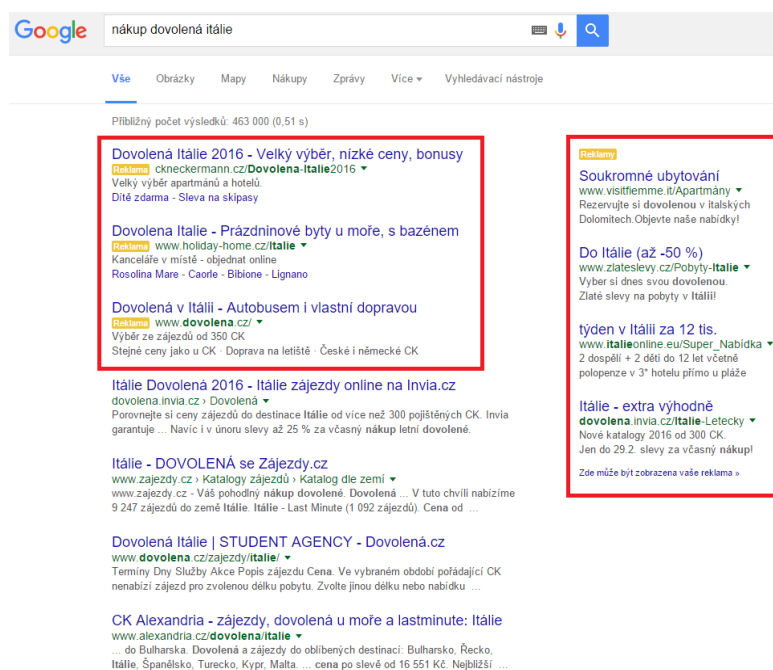 Google
nákup dovolená itálie
Vše Obrázky Mapy Nákupy Zprávy Více Vyhledávací nástroje
Přibližný počet výsledků: 463 000 (0,51 s)
Dovolená Itálie 2016 - Velký výběr, nízké ceny, bonusy
Reklama ckneckermann.cz/Dovolena-Italie2016
Velký výběr apartmánů a hotelů.
Dítě zdarma - Sleva na skipasy
Dovolena Italie - Prázdninové byty u moře, s bazénem
Reklama www.holiday-home.cz/Italie
Kanceláře v místě - objednat online
Rosolina Mare - Caorle - Bibione - Lignano
Dovolená v Itálii - Autobusem i vlastní dopravou
Reklama www.dovolena.cz/
Výběr ze zájezdů od 350 CK
Stejné ceny jako u CK · Doprava na letiště · České i německé CK
Itálie Dovolená 2016 - Itálie zájezdy online na Invia.cz
dovolena.invia.cz › Dovolená
Porovnejte si ceny zájezdů do destinace Itálie od více než 300 pojištěných CK. Invia
garantuje ... Navíc i v únoru slevy až 25 % za včasný nákup letní dovolené.
Itálie - DOVOLENÁ se Zájezdy.cz
www.zajezdy.cz › Katalogy zájezdů › Katalog dle zemí
www.zajezdy.cz - Váš pohodlný nákup dovolené. Dovolená ... V tuto chvíli nabízíme
9 247 zájezdů do země Itálie. Itálie - Last Minute (1 092 zájezdů). Cena od ...
Dovolená Itálie | STUDENT AGENCY - Dovolená.cz
www.dovolena.cz/zajezdy/italie/
Termíny Dny Služby Akce Popis zájezdu Cena. Ve vybraném období pořádající CK
nenabízí zájezd pro zvolenou délku pobytu. Zvolte jinou délku nebo nabídku ...
CK Alexandria - zájezdy, dovolená u moře a lastminute: Itálie
www.alexandria.cz/dovolena/italie
... do Bulharska. Dovolená a zájezdy do oblíbených destinací: Bulharsko, Řecko,
Itálie, Španělsko, Turecko, Kypr, Malta. ... cena po slevě od 16 551 Kč. Nejbližší ...
Reklamy
Soukromné ubytování
www.visitfiemme.it/Apartmány
Rezervujte si dovolenou v italských
Dolomitech.Objevte naše nabídky!
Do Itálie (až -50 %)
www.zlateslevy.cz/Pobyty-Italie
Vyber si dnes svou dovolenou.
Zlaté slevy na pobyty v Itálii!
týden v Itálii za 12 tis.
www.italieonline.eu/Super_Nabídka
2 dospělí + 2 děti do 12 let včetně
polopenze v 3* hotelu přímo u pláže
Itálie - extra výhodně
dovolena.invia.cz/Italie-Letecky
Nové katalogy 2016 od 300 CK.
Jen do 29.2. slevy za včasný nákup!
Zde může být zobrazena vaše reklama »